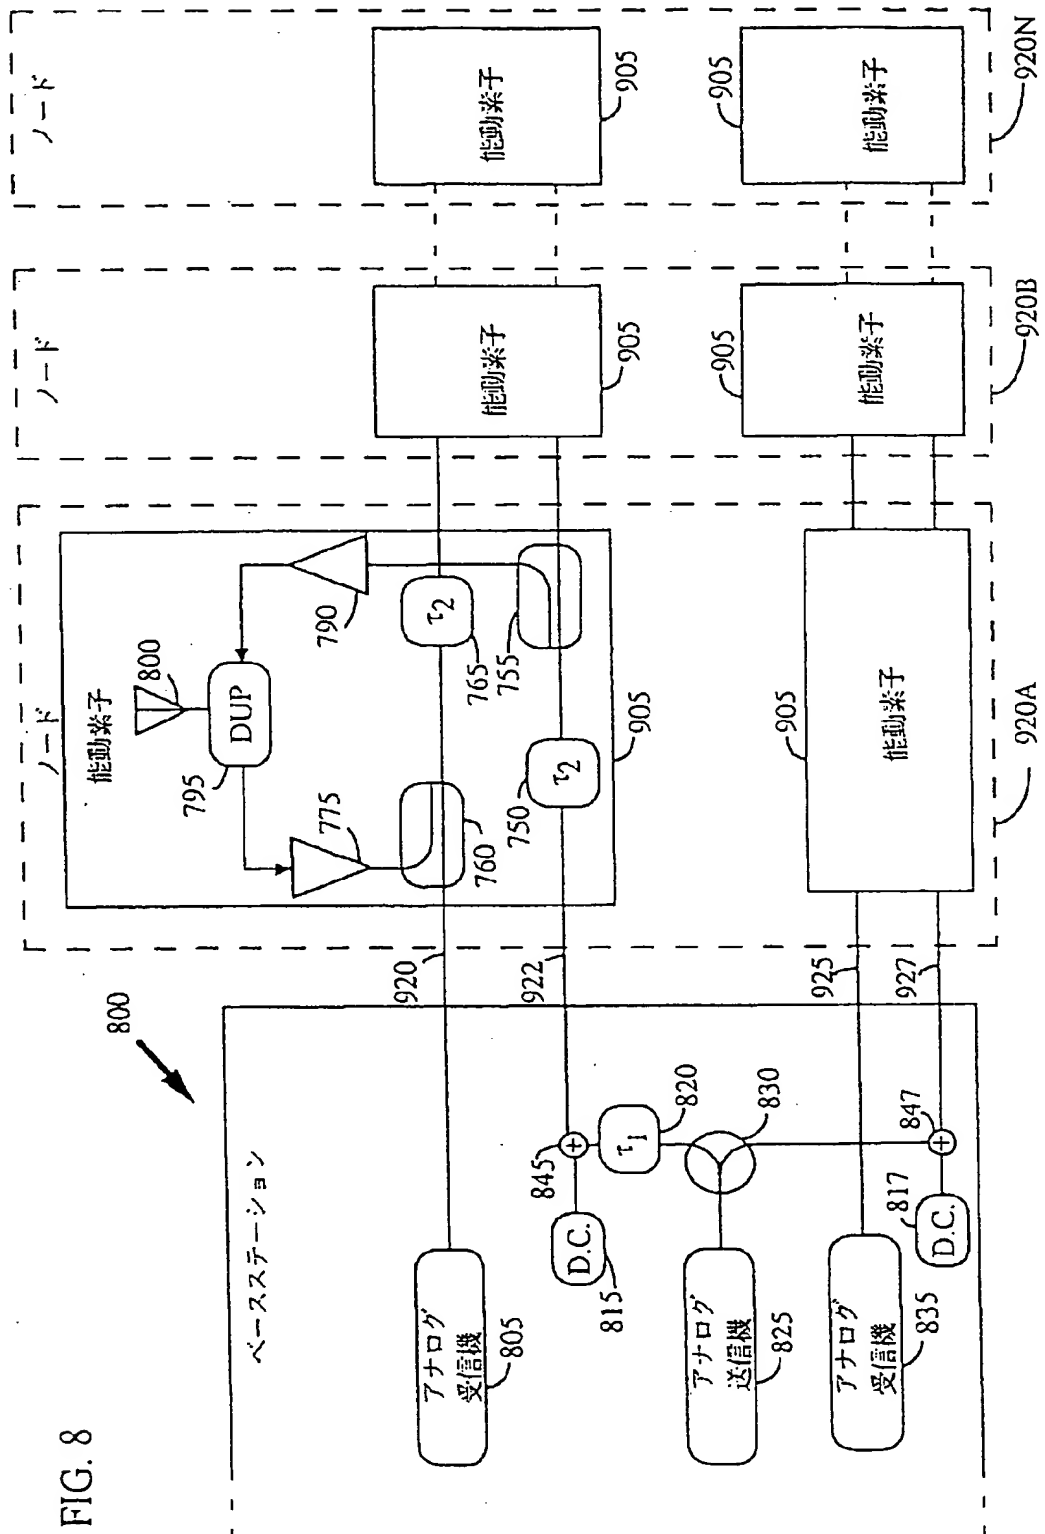 FIG. 8
800
ベースステーション
アナログ
受信機
805
D.C.
815
845
+
τ1
820
830
アナログ
送信機
825
アナログ
受信機
835
D.C.
817
847
+
920
922
925
927
ノード
能動素子
800
DUP
795
775
760
790
τ2
765
755
τ2
750
905
905
能動素子
920A
ノード
能動素子
905
905
能動素子
920B
ノード
能動素子
905
905
能動素子
920N